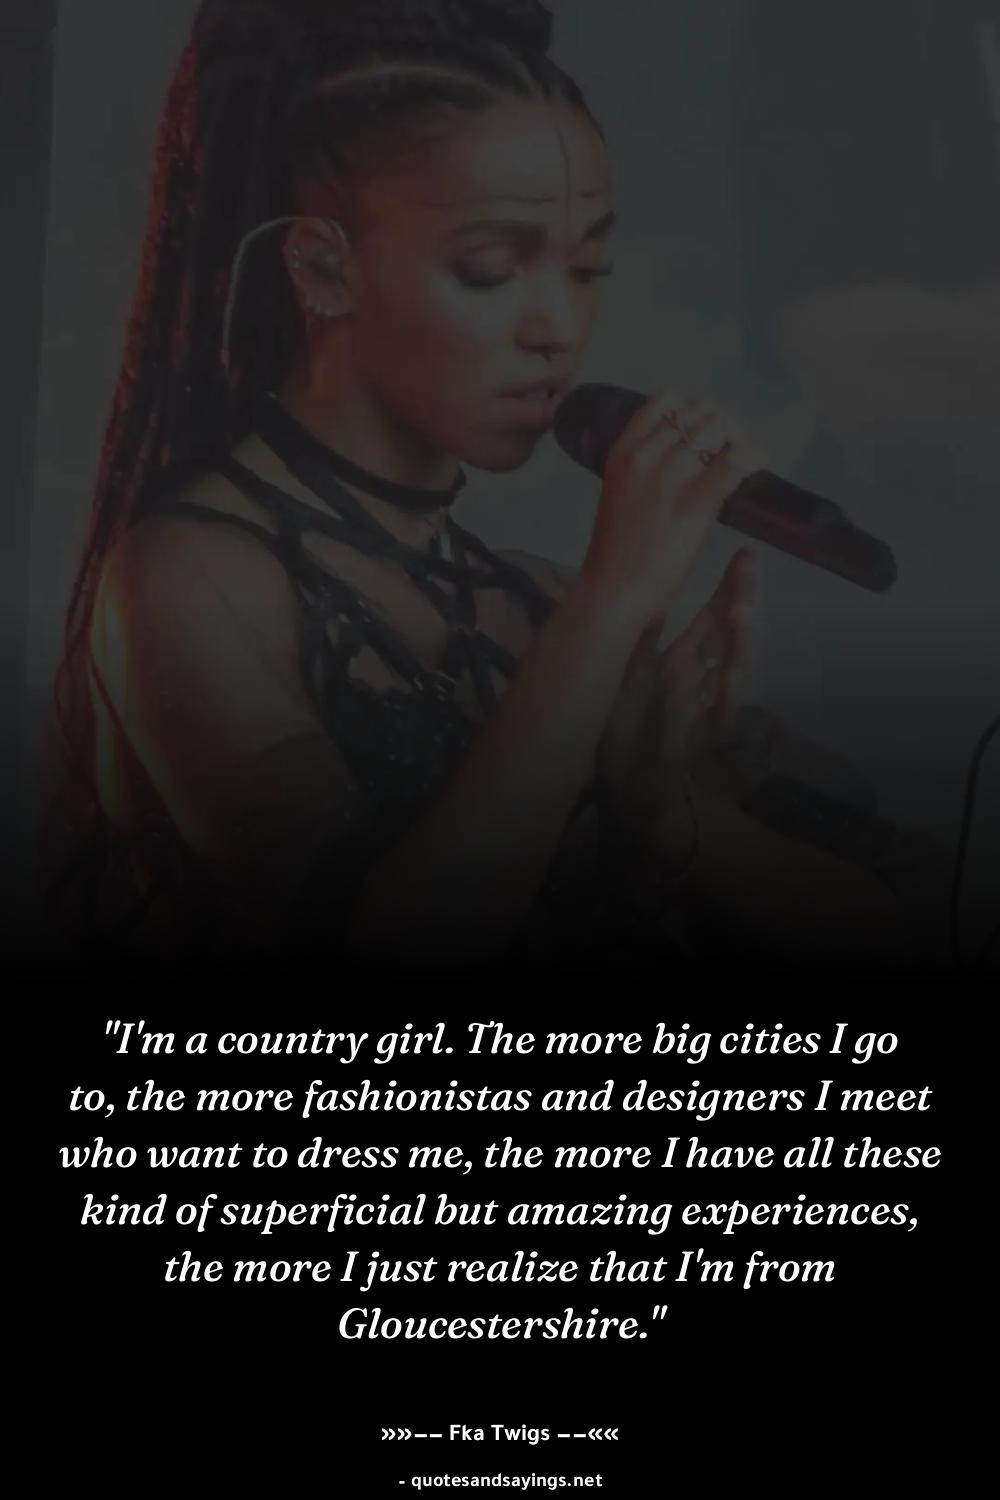 "I'm a country girl. The more big cities I go
to, the more fashionistas and designers I meet
who want to dress me, the more I have all these
kind of superficial but amazing experiences,
the more I just realize that I'm from
Gloucestershire."
»»-- Fka Twigs --««
- quotesandsayings.net